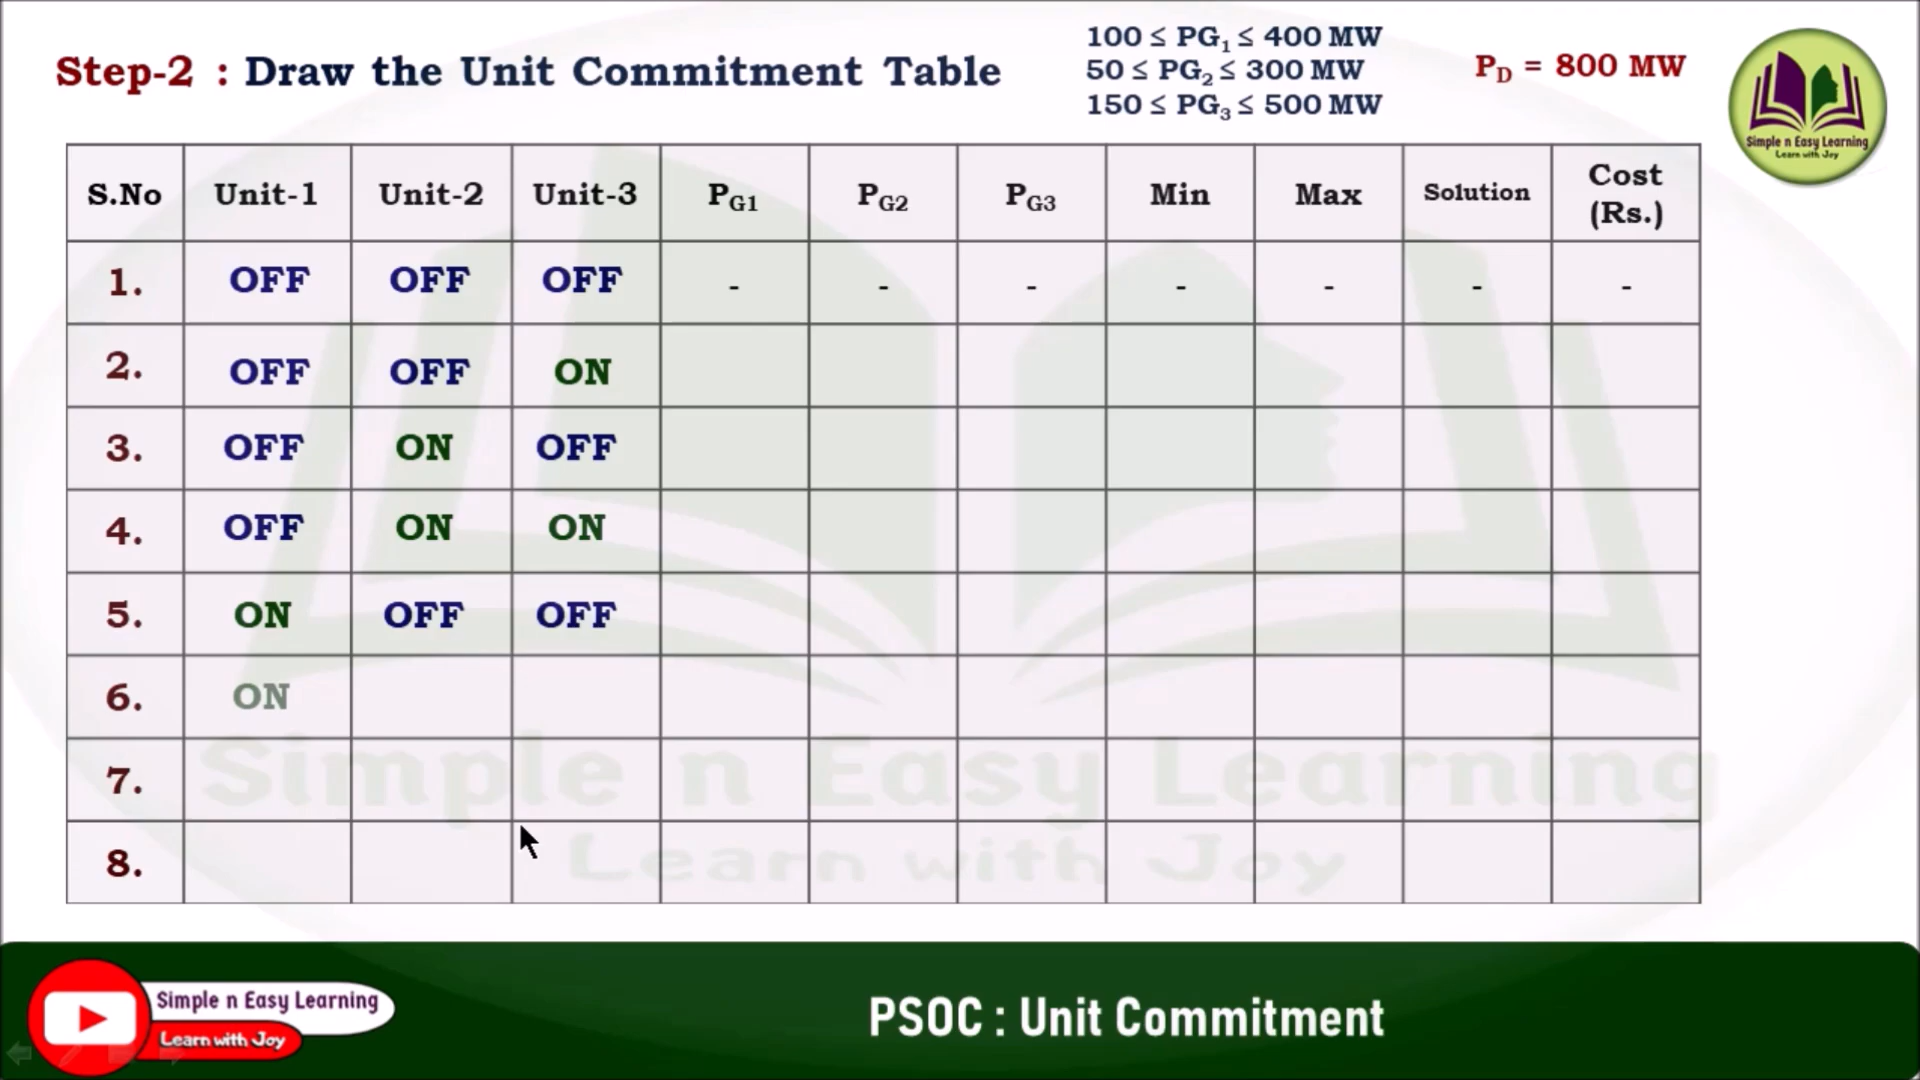 Step-2 : Draw the Unit Commitment Table
100 ≤ PG₁ ≤ 400 MW
50 ≤ PG₂ ≤ 300 MW
150 ≤ PG₃ ≤ 500 MW
P_D = 800 MW
Simple n Easy Learning
Learn with Joy
S.No Unit-1 Unit-2 Unit-3 P_G1 P_G2 P_G3 Min Max Solution Cost (Rs.)
1. OFF OFF OFF - - - - - - -
2. OFF OFF ON
3. OFF ON OFF
4. OFF ON ON
5. ON OFF OFF
6. ON
7.
8.
Simple n Easy Learning
Learn with Joy
Simple n Easy Learning
Learn with Joy
PSOC : Unit Commitment